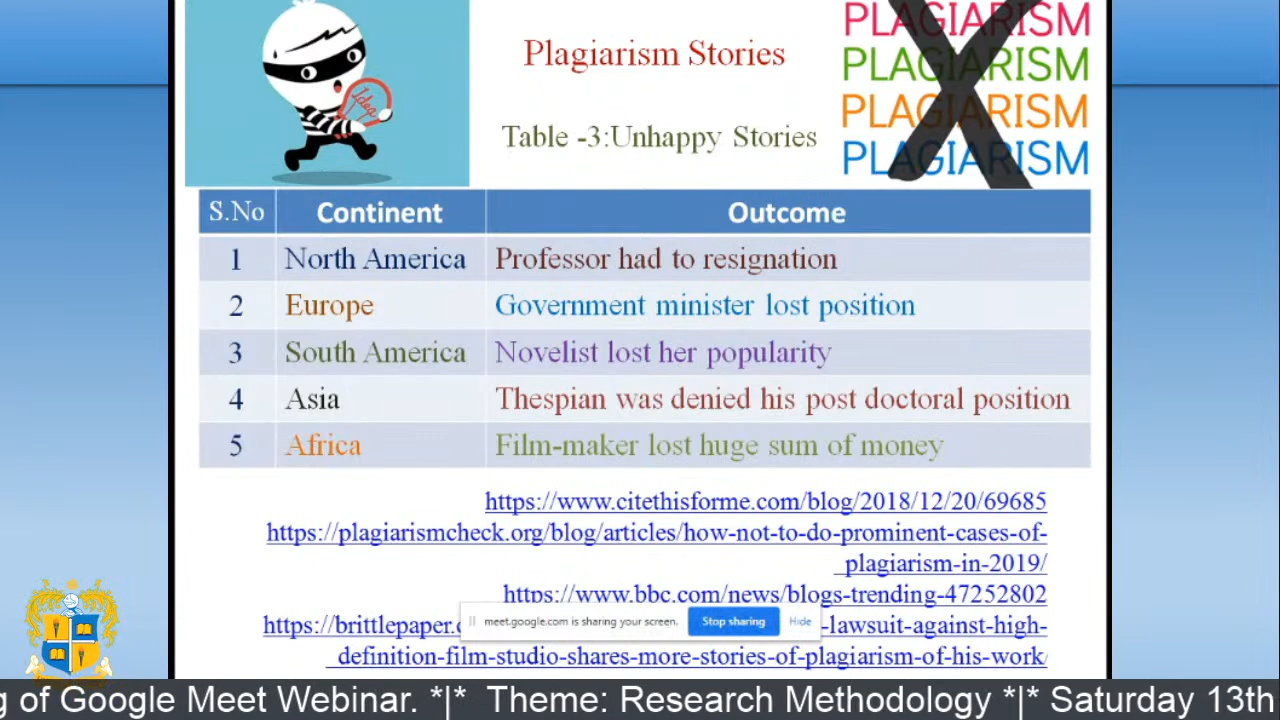 Idea
Plagiarism Stories
Table -3:Unhappy Stories
PLAGIARISM
PLAGIARISM
PLAGIARISM
PLAGIARISM
S.No Continent Outcome
1 North America Professor had to resignation
2 Europe Government minister lost position
3 South America Novelist lost her popularity
4 Asia Thespian was denied his post doctoral position
5 Africa Film-maker lost huge sum of money
https://www.citethisforme.com/blog/2018/12/20/69685
https://plagiarismcheck.org/blog/articles/how-not-to-do-prominent-cases-of-
plagiarism-in-2019/
https://www.bbc.com/news/blogs-trending-47252802
meet.google.com is sharing your screen. Stop sharing Hide
https://brittlepaper. -lawsuit-against-high-
definition-film-studio-shares-more-stories-of-plagiarism-of-his-work/
g of Google Meet Webinar. *|* Theme: Research Methodology *|* Saturday 13th